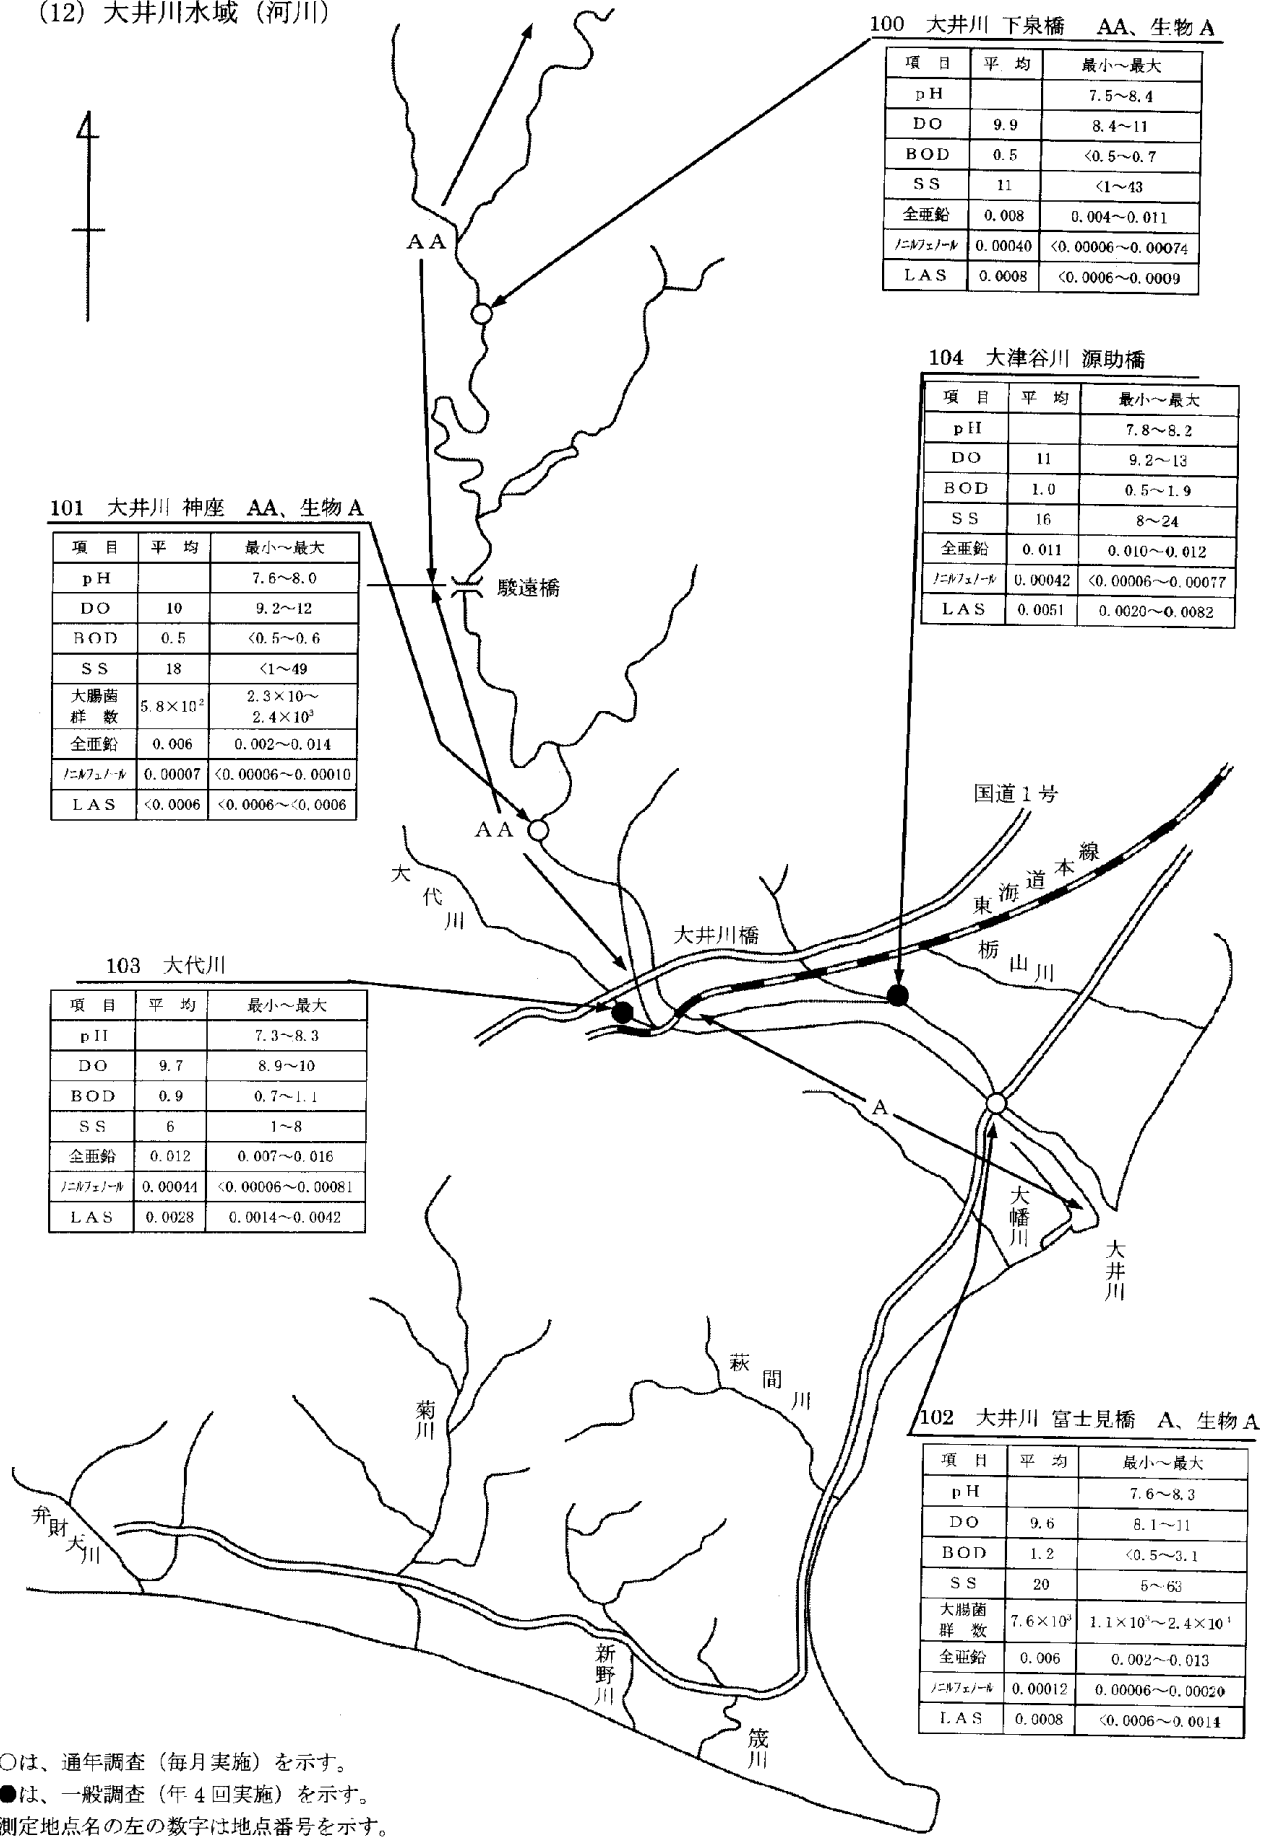 (12) 大井川水域（河川）
100 大井川 下泉橋 AA、生物A
項目 平均 最小～最大
pH 7.5～8.4
DO 9.9 8.4～11
BOD 0.5 <0.5～0.7
SS 11 <1～43
全亜鉛 0.008 0.004～0.011
ﾉﾆﾙﾌｪﾉｰﾙ 0.00040 <0.00006～0.00074
LAS 0.0008 <0.0006～0.0009
AA
104 大津谷川 源助橋
項目 平均 最小～最大
pH 7.8～8.2
DO 11 9.2～13
BOD 1.0 0.5～1.9
SS 16 8～24
全亜鉛 0.011 0.010～0.012
ﾉﾆﾙﾌｪﾉｰﾙ 0.00042 <0.00006～0.00077
LAS 0.0051 0.0020～0.0082
101 大井川 神座 AA、生物A
項目 平均 最小～最大
pH 7.6～8.0
DO 10 9.2～12
BOD 0.5 <0.5～0.6
SS 18 <1～49
大腸菌群数 5.8×10² 2.3×10～2.4×10³
全亜鉛 0.006 0.002～0.014
ﾉﾆﾙﾌｪﾉｰﾙ 0.00007 <0.00006～0.00010
LAS <0.0006 <0.0006～<0.0006
駿遠橋
AA
国道1号
東海道本線
大代川
大井川橋
栃山川
103 大代川
項目 平均 最小～最大
pH 7.3～8.3
DO 9.7 8.9～10
BOD 0.9 0.7～1.1
SS 6 1～8
全亜鉛 0.012 0.007～0.016
ﾉﾆﾙﾌｪﾉｰﾙ 0.00044 <0.00006～0.00081
LAS 0.0028 0.0014～0.0042
A
大幡川
大井川
萩間川
菊川
弁財天川
新野川
筬川
102 大井川 富士見橋 A、生物A
項目 平均 最小～最大
pH 7.6～8.3
DO 9.6 8.1～11
BOD 1.2 <0.5～3.1
SS 20 5～63
大腸菌群数 7.6×10³ 1.1×10³～2.4×10⁴
全亜鉛 0.006 0.002～0.013
ﾉﾆﾙﾌｪﾉｰﾙ 0.00012 0.00006～0.00020
LAS 0.0008 <0.0006～0.0014
○は、通年調査（毎月実施）を示す。
●は、一般調査（年4回実施）を示す。
測定地点名の左の数字は地点番号を示す。